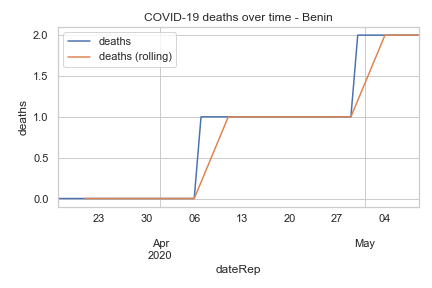 COVID-19 deaths over time - Benin
deaths
deaths (rolling)
2.0
1.5
1.0
0.5
0.0
deaths
23 30 06 13 20 27 04
Apr May
2020
dateRep